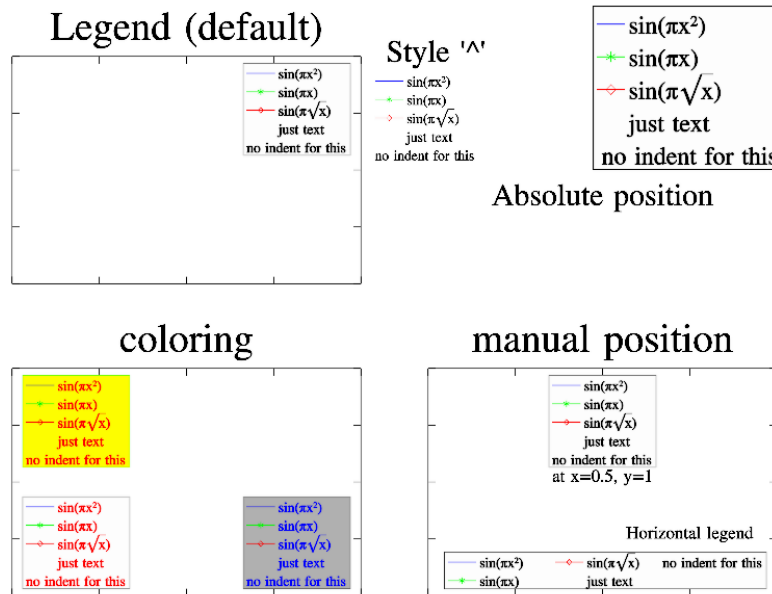 Legend (default)
sin(πx²)
sin(πx)
sin(π√x)
just text
no indent for this
Style '^'
sin(πx²)
sin(πx)
sin(π√x)
just text
no indent for this
sin(πx²)
sin(πx)
sin(π√x)
just text
no indent for this
Absolute position
coloring
sin(πx²)
sin(πx)
sin(π√x)
just text
no indent for this
sin(πx²)
sin(πx)
sin(π√x)
just text
no indent for this
sin(πx²)
sin(πx)
sin(π√x)
just text
no indent for this
manual position
sin(πx²)
sin(πx)
sin(π√x)
just text
no indent for this
at x=0.5, y=1
Horizontal legend
sin(πx²) sin(π√x) no indent for this
sin(πx) just text